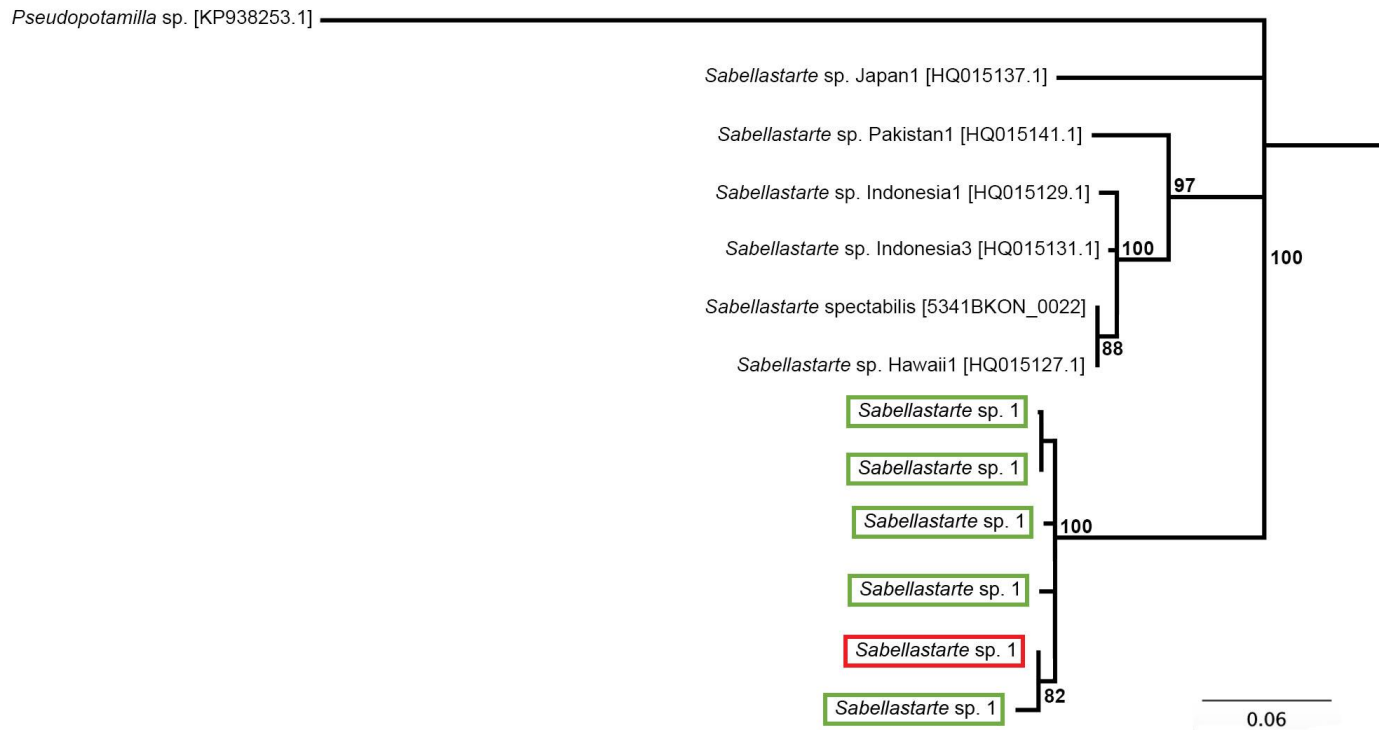 Pseudopotamilla sp. [KP938253.1]
Sabellastarte sp. Japan1 [HQ015137.1]
Sabellastarte sp. Pakistan1 [HQ015141.1]
97
Sabellastarte sp. Indonesia1 [HQ015129.1]
Sabellastarte sp. Indonesia3 [HQ015131.1]
100
100
Sabellastarte spectabilis [5341BKON_0022]
88
Sabellastarte sp. Hawaii1 [HQ015127.1]
Sabellastarte sp. 1
Sabellastarte sp. 1
Sabellastarte sp. 1
100
Sabellastarte sp. 1
Sabellastarte sp. 1
82
Sabellastarte sp. 1
0.06